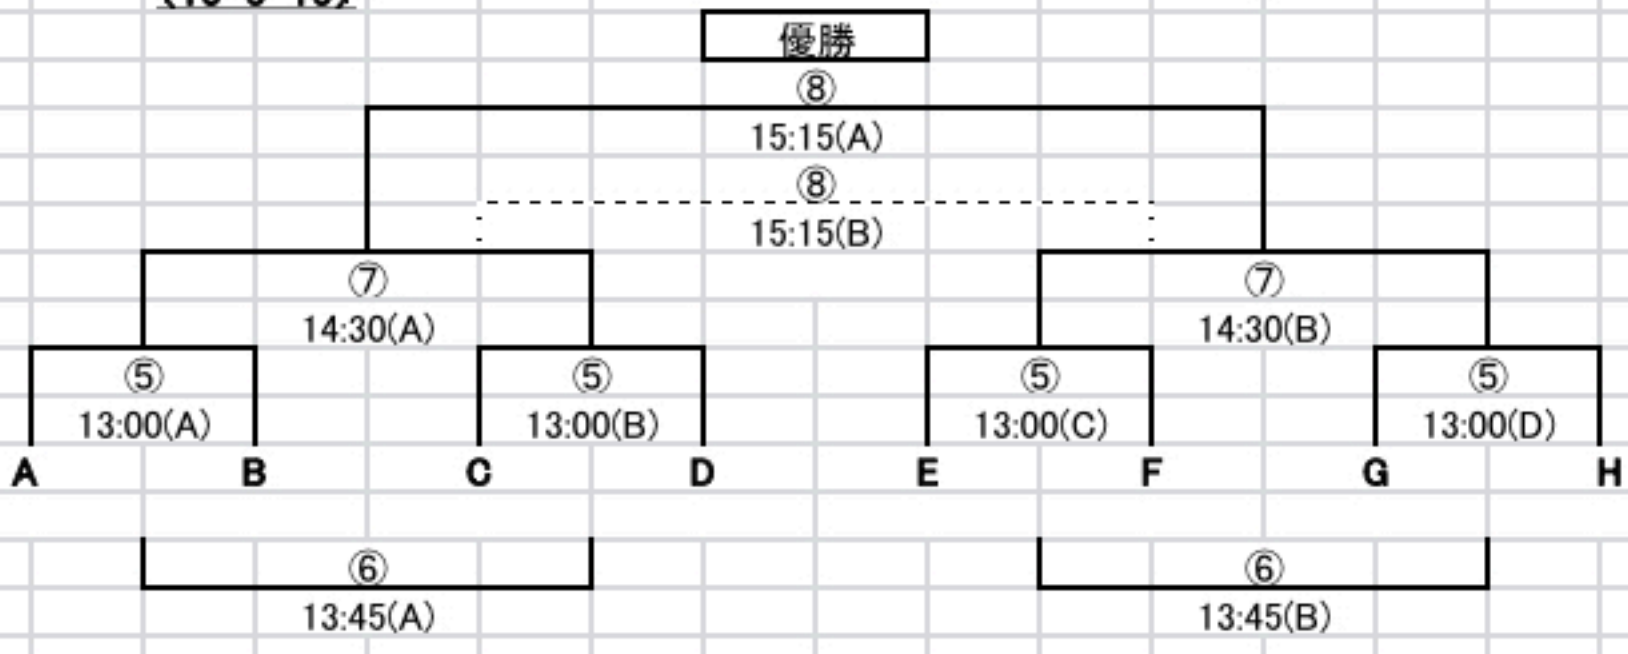 優勝
⑧
15:15(A)
⑧
15:15(B)
⑦ ⑦
14:30(A) 14:30(B)
⑤ ⑤ ⑤ ⑤
13:00(A) 13:00(B) 13:00(C) 13:00(D)
A B C D E F G H
⑥ ⑥
13:45(A) 13:45(B)